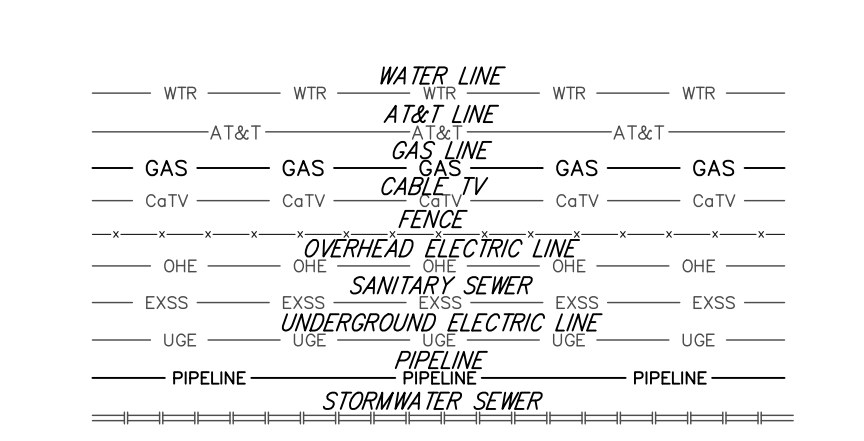 WATER LINE
WTR WTR WTR WTR WTR
AT&T LINE
AT&T AT&T AT&T
GAS LINE
GAS GAS GAS GAS GAS
CABLE TV
CaTV CaTV CaTV CaTV CaTV
FENCE
x x x x x x x x x x x x x x x
OVERHEAD ELECTRIC LINE
OHE OHE OHE OHE OHE
SANITARY SEWER
EXSS EXSS EXSS EXSS EXSS
UNDERGROUND ELECTRIC LINE
UGE UGE UGE UGE UGE
PIPELINE
PIPELINE PIPELINE PIPELINE
STORMWATER SEWER